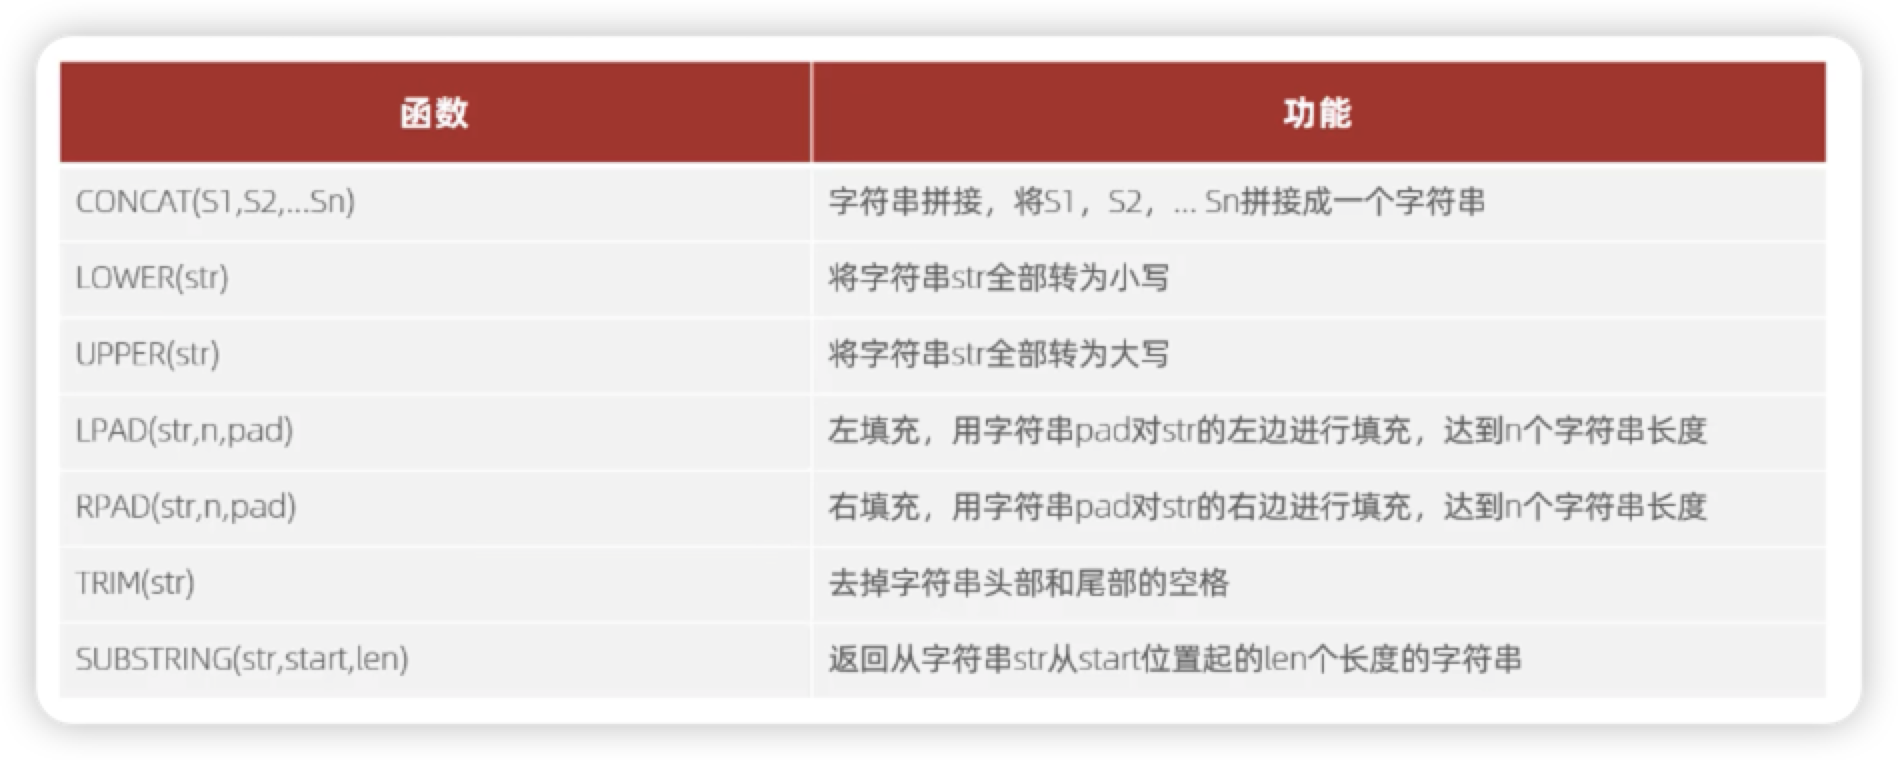 函数 功能
CONCAT(S1,S2,...Sn) 字符串拼接，将S1，S2，... Sn拼接成一个字符串
LOWER(str) 将字符串str全部转为小写
UPPER(str) 将字符串str全部转为大写
LPAD(str,n,pad) 左填充，用字符串pad对str的左边进行填充，达到n个字符串长度
RPAD(str,n,pad) 右填充，用字符串pad对str的右边进行填充，达到n个字符串长度
TRIM(str) 去掉字符串头部和尾部的空格
SUBSTRING(str,start,len) 返回从字符串str从start位置起的len个长度的字符串